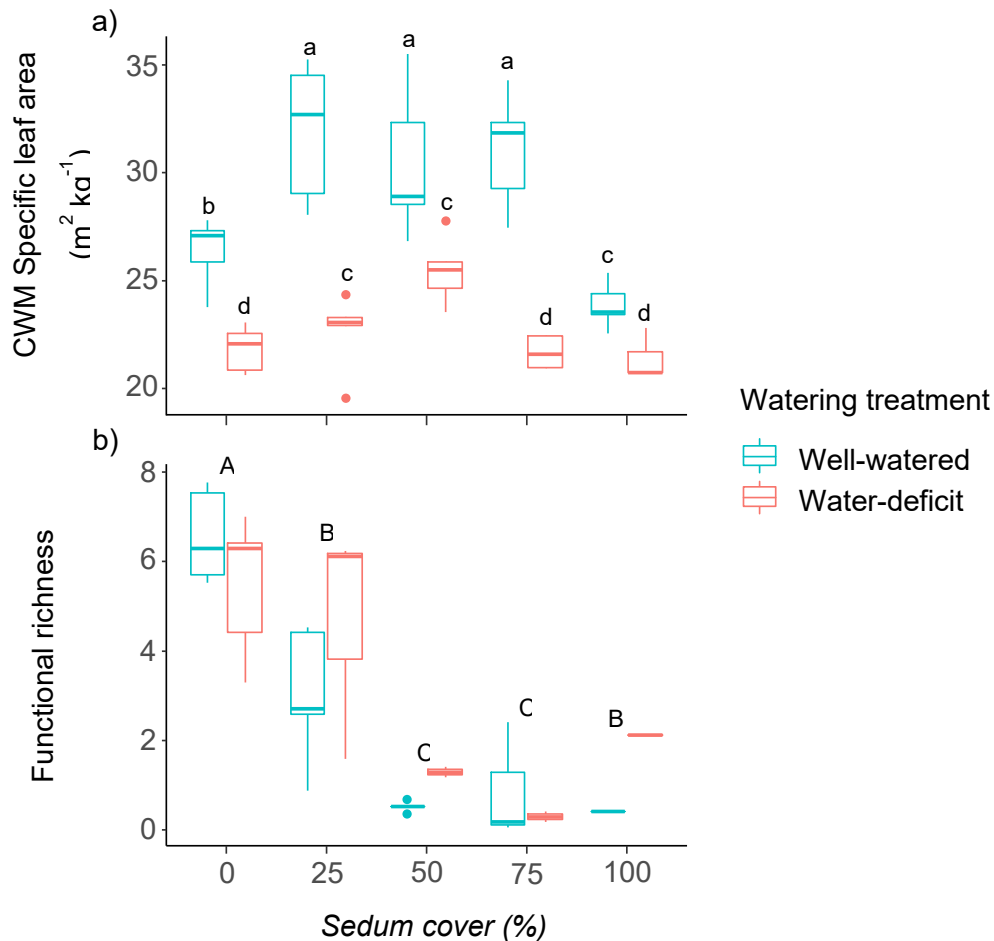 a)
CWM Specific leaf area
(m² kg⁻¹)
35
30
25
20
b
d
a
c
a
c
a
d
c
d
b)
Functional richness
8
6
4
2
0
A
B
C
C
B
0 25 50 75 100
Sedum cover (%)
Watering treatment
Well-watered
Water-deficit